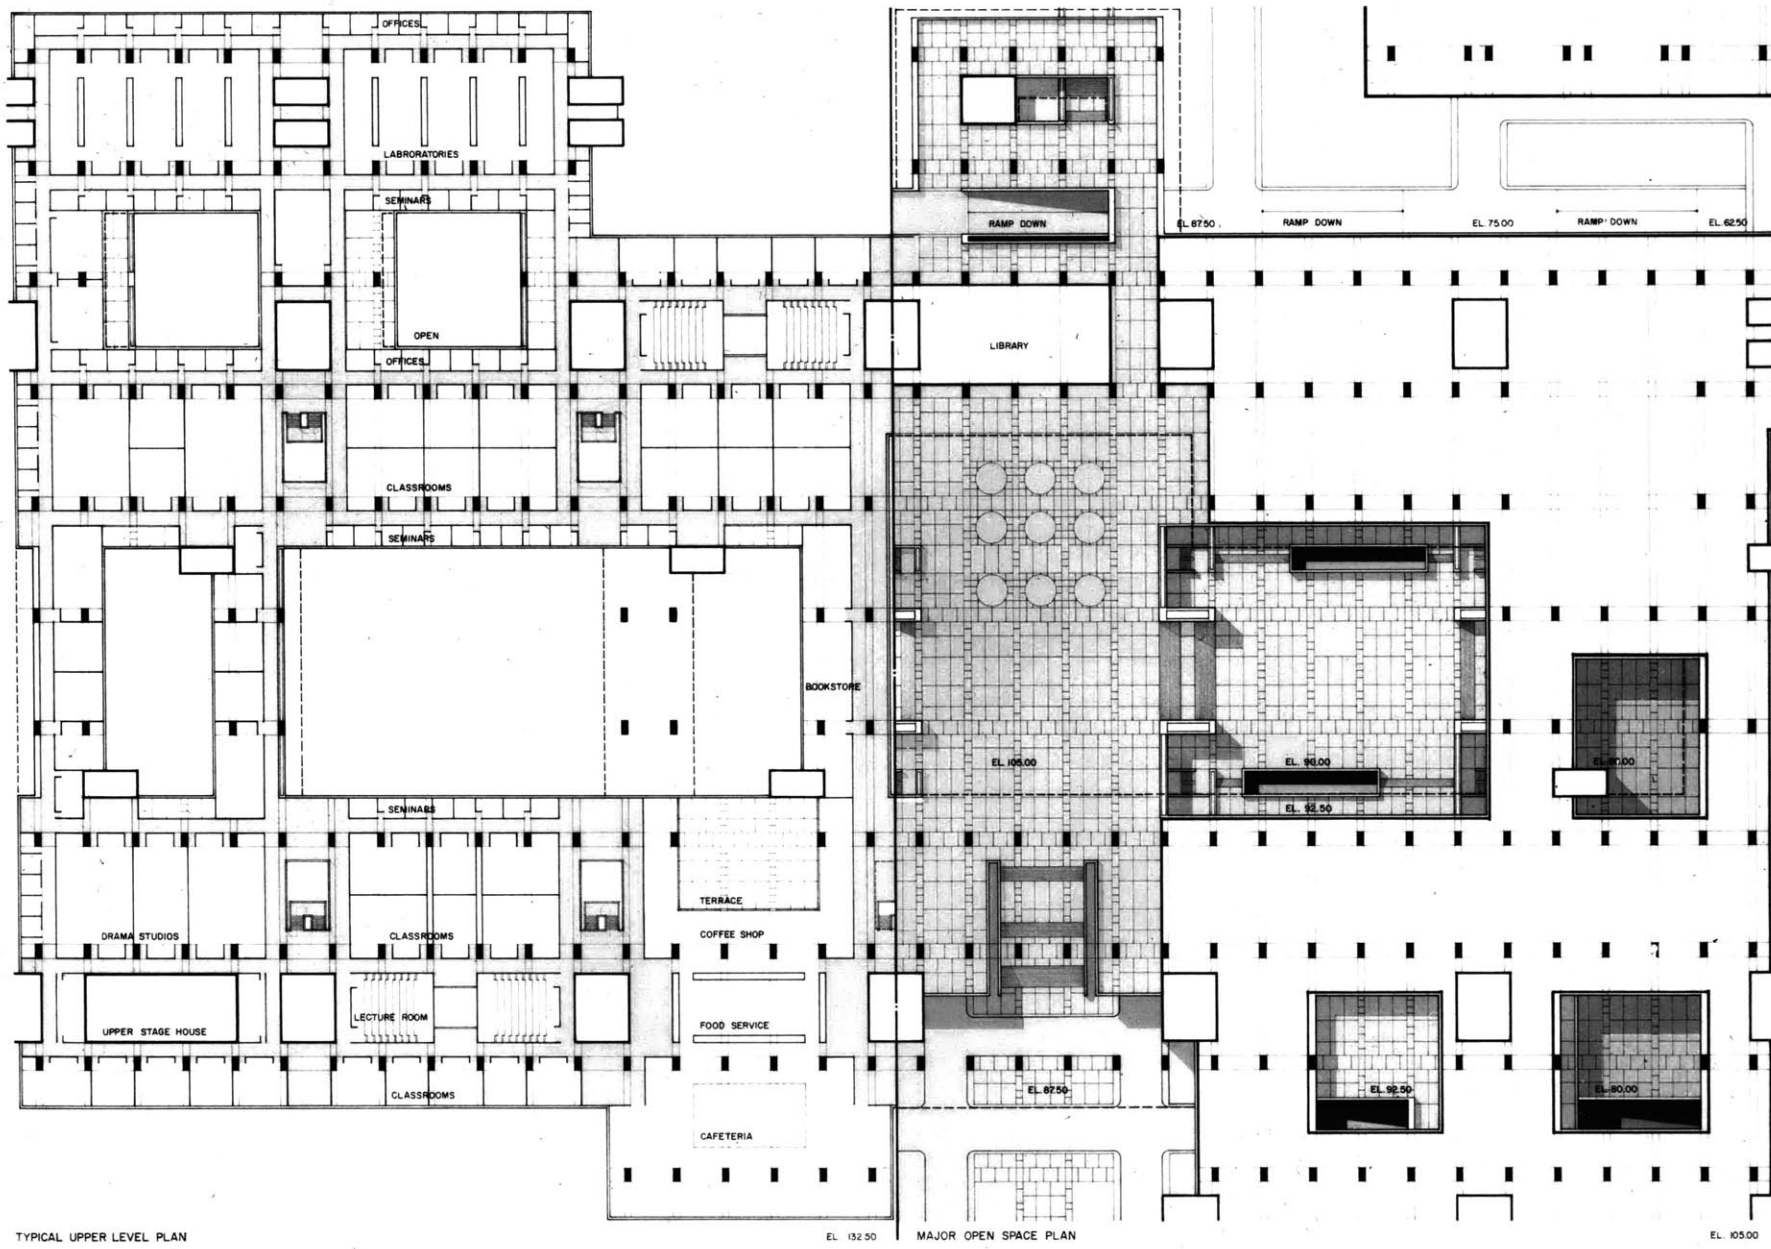 OFFICES
LABRORATORIES
SEMINARS
RAMP DOWN
EL 87.50
RAMP DOWN
EL 75.00
RAMP DOWN
EL. 62.50
OPEN
LIBRARY
OFFICES
CLASSROOMS
SEMINARS
BOOKSTORE
EL 105.00
EL. 90.00
EL. 80.00
SEMINARS
EL. 92.50
TERRACE
DRAMA STUDIOS
CLASSROOMS
COFFEE SHOP
LECTURE ROOM
UPPER STAGE HOUSE
FOOD SERVICE
CLASSROOMS
EL. 87.50
EL. 92.50
EL. 80.00
CAFETERIA
TYPICAL UPPER LEVEL PLAN
EL 132.50
MAJOR OPEN SPACE PLAN
EL. 105.00